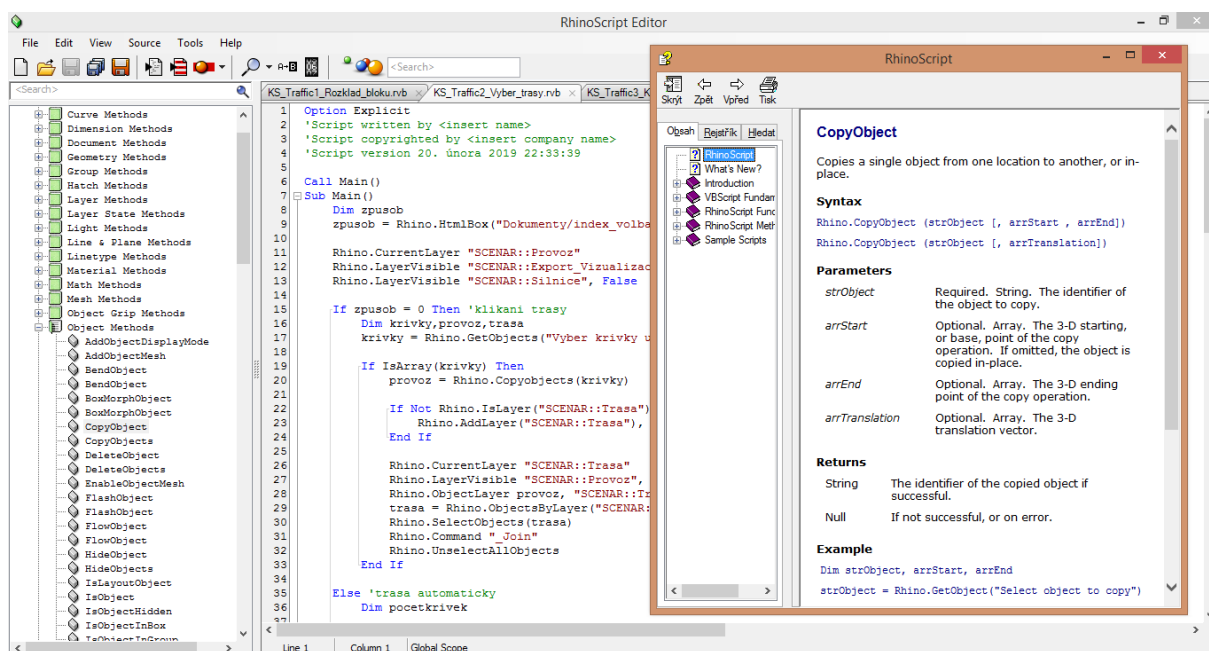 RhinoScript Editor
File Edit View Source Tools Help
<Search>
<Search>
Curve Methods
Dimension Methods
Document Methods
Geometry Methods
Group Methods
Hatch Methods
Layer Methods
Layer State Methods
Light Methods
Line & Plane Methods
Linetype Methods
Material Methods
Math Methods
Mesh Methods
Object Grip Methods
Object Methods
AddObjectDisplayMode
AddObjectMesh
BendObject
BendObject
BoxMorphObject
BoxMorphObject
CopyObject
CopyObjects
DeleteObject
DeleteObjects
EnableObjectMesh
FlashObject
FlashObject
FlowObject
FlowObject
HideObject
HideObjects
IsLayoutObject
IsObject
IsObjectHidden
IsObjectInBox
IsObjectInGroup
KS_Traffic1_Rozklad_bloku.rvb KS_Traffic2_Vyber_trasy.rvb KS_Traffic3_K
1 Option Explicit
2 'Script written by <insert name>
3 'Script copyrighted by <insert company name>
4 'Script version 20. února 2019 22:33:39
5
6 Call Main()
7 Sub Main()
8 Dim zpusob
9 zpusob = Rhino.HtmlBox("Dokumenty/index_volba
10
11 Rhino.CurrentLayer "SCENAR::Provoz"
12 Rhino.LayerVisible "SCENAR::Export_Vizualizac
13 Rhino.LayerVisible "SCENAR::Silnice", False
14
15 If zpusob = 0 Then 'klikani trasy
16 Dim krivky,provoz,trasa
17 krivky = Rhino.GetObjects("Vyber krivky u
18
19 If IsArray(krivky) Then
20 provoz = Rhino.Copyobjects(krivky)
21
22 If Not Rhino.IsLayer("SCENAR::Trasa")
23 Rhino.AddLayer("SCENAR::Trasa"),
24 End If
25
26 Rhino.CurrentLayer "SCENAR::Trasa"
27 Rhino.LayerVisible "SCENAR::Provoz",
28 Rhino.ObjectLayer provoz, "SCENAR::Tr
29 trasa = Rhino.ObjectsByLayer("SCENAR:
30 Rhino.SelectObjects(trasa)
31 Rhino.Command "_Join"
32 Rhino.UnselectAllObjects
33 End If
34
35 Else 'trasa automaticky
36 Dim pocetkrivek
37
Line 1 Column 1 Global Scope
RhinoScript
Skrýt Zpět Vpřed Tisk
Obsah Rejstřík Hledat
RhinoScript
What's New?
Introduction
VBScript Fundam
RhinoScript Func
RhinoScript Meth
Sample Scripts
CopyObject
Copies a single object from one location to another, or in-
place.
Syntax
Rhino.CopyObject (strObject [, arrStart , arrEnd])
Rhino.CopyObject (strObject [, arrTranslation])
Parameters
strObject Required. String. The identifier of
the object to copy.
arrStart Optional. Array. The 3-D starting,
or base, point of the copy
operation. If omitted, the object is
copied in-place.
arrEnd Optional. Array. The 3-D ending
point of the copy operation.
arrTranslation Optional. Array. The 3-D
translation vector.
Returns
String The identifier of the copied object if
successful.
Null If not successful, or on error.
Example
Dim strObject, arrStart, arrEnd
strObject = Rhino.GetObject("Select object to copy")